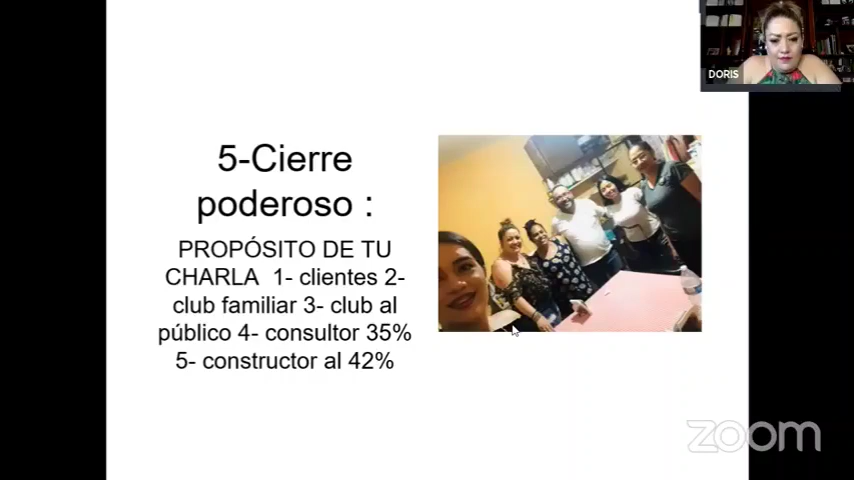 DORIS
5-Cierre
poderoso :
PROPÓSITO DE TU
CHARLA  1- clientes 2-
club familiar 3- club al
público 4- consultor 35%
5- constructor al 42%
zoom